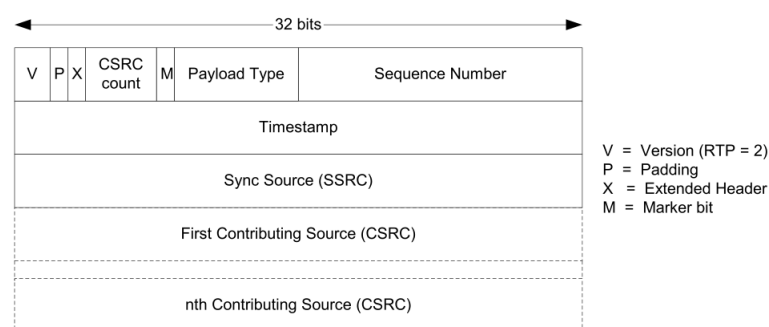 32 bits
V P X CSRC count M Payload Type Sequence Number
Timestamp
Sync Source (SSRC)
First Contributing Source (CSRC)
nth Contributing Source (CSRC)
V = Version (RTP = 2)
P = Padding
X = Extended Header
M = Marker bit